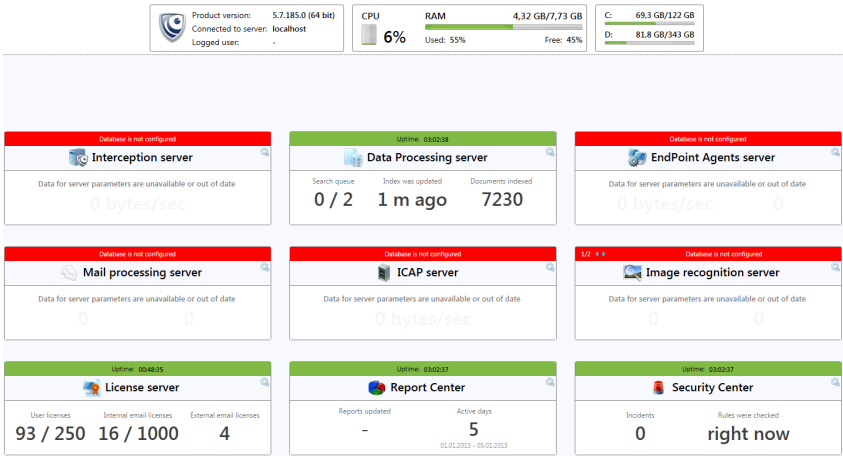 Product version: 5.7.185.0 (64 bit)
Connected to server: localhost
Logged user: -
CPU
6%
RAM 4,32 GB/7,73 GB
Used: 55% Free: 45%
C: 69,3 GB/122 GB
D: 81,8 GB/343 GB
Database is not configured
Interception server
Data for server parameters are unavailable or out of date
0 bytes/sec
Uptime: 03:02:38
Data Processing server
Search queue Index was updated Documents indexed
0 / 2 1 m ago 7230
Database is not configured
EndPoint Agents server
Data for server parameters are unavailable or out of date
0 bytes/sec 0
Database is not configured
Mail processing server
Data for server parameters are unavailable or out of date
0 0
Database is not configured
ICAP server
Data for server parameters are unavailable or out of date
0 bytes/sec
1/2 Database is not configured
Image recognition server
Data for server parameters are unavailable or out of date
0 0
Uptime: 00:48:35
License server
User licenses Internal email licenses External email licenses
93 / 250 16 / 1000 4
Uptime: 03:02:37
Report Center
Reports updated Active days
- 5
01.01.2015 - 05.01.2015
Uptime: 03:02:37
Security Center
Incidents Rules were checked
0 right now